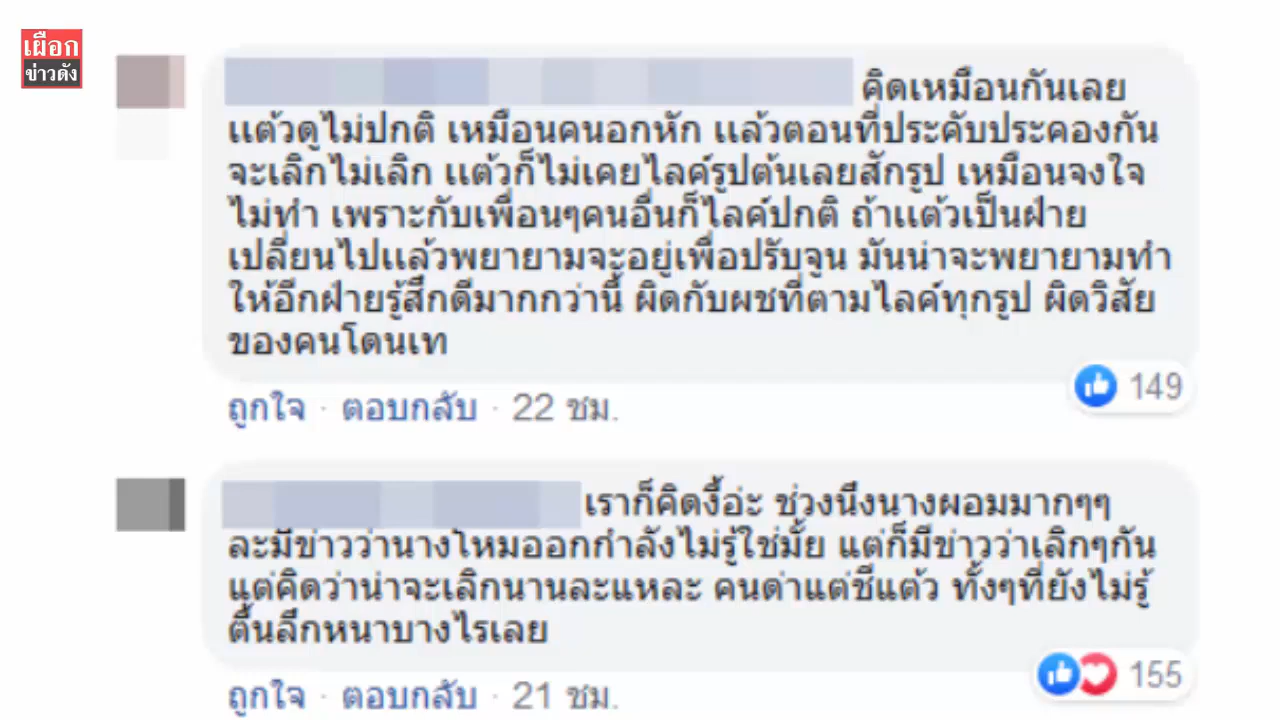 เผือก
ข่าวดัง
คิดเหมือนกันเลย
แต้วดูไม่ปกติ เหมือนคนอกหัก แล้วตอนที่ประคับประคองกัน
จะเลิกไม่เลิก แต้วก็ไม่เคยไลค์รูปต้นเลยสักรูป เหมือนจงใจ
ไม่ทำ เพราะกับเพื่อนๆคนอื่นก็ไลค์ปกติ ถ้าแต้วเป็นฝ่าย
เปลี่ยนไปแล้วพยายามจะอยู่เพื่อปรับจูน มันน่าจะพยายามทำ
ให้อีกฝ่ายรู้สึกดีมากกว่านี้ ผิดกับผชที่ตามไลค์ทุกรูป ผิดวิสัย
ของคนโดนเท
149
ถูกใจ · ตอบกลับ · 22 ชม.
เราก็คิดงี้อ่ะ ช่วงนึงนางผอมมากๆๆ
ละมีข่าวว่านางโหมออกกำลังไม่รู้ใช่มั้ย แต่ก็มีข่าวว่าเลิกๆกัน
แต่คิดว่าน่าจะเลิกนานละแหละ คนด่าแต่ชีแต้ว ทั้งๆที่ยังไม่รู้
ตื้นลึกหนาบางไรเลย
155
ถูกใจ · ตอบกลับ · 21 ชม.